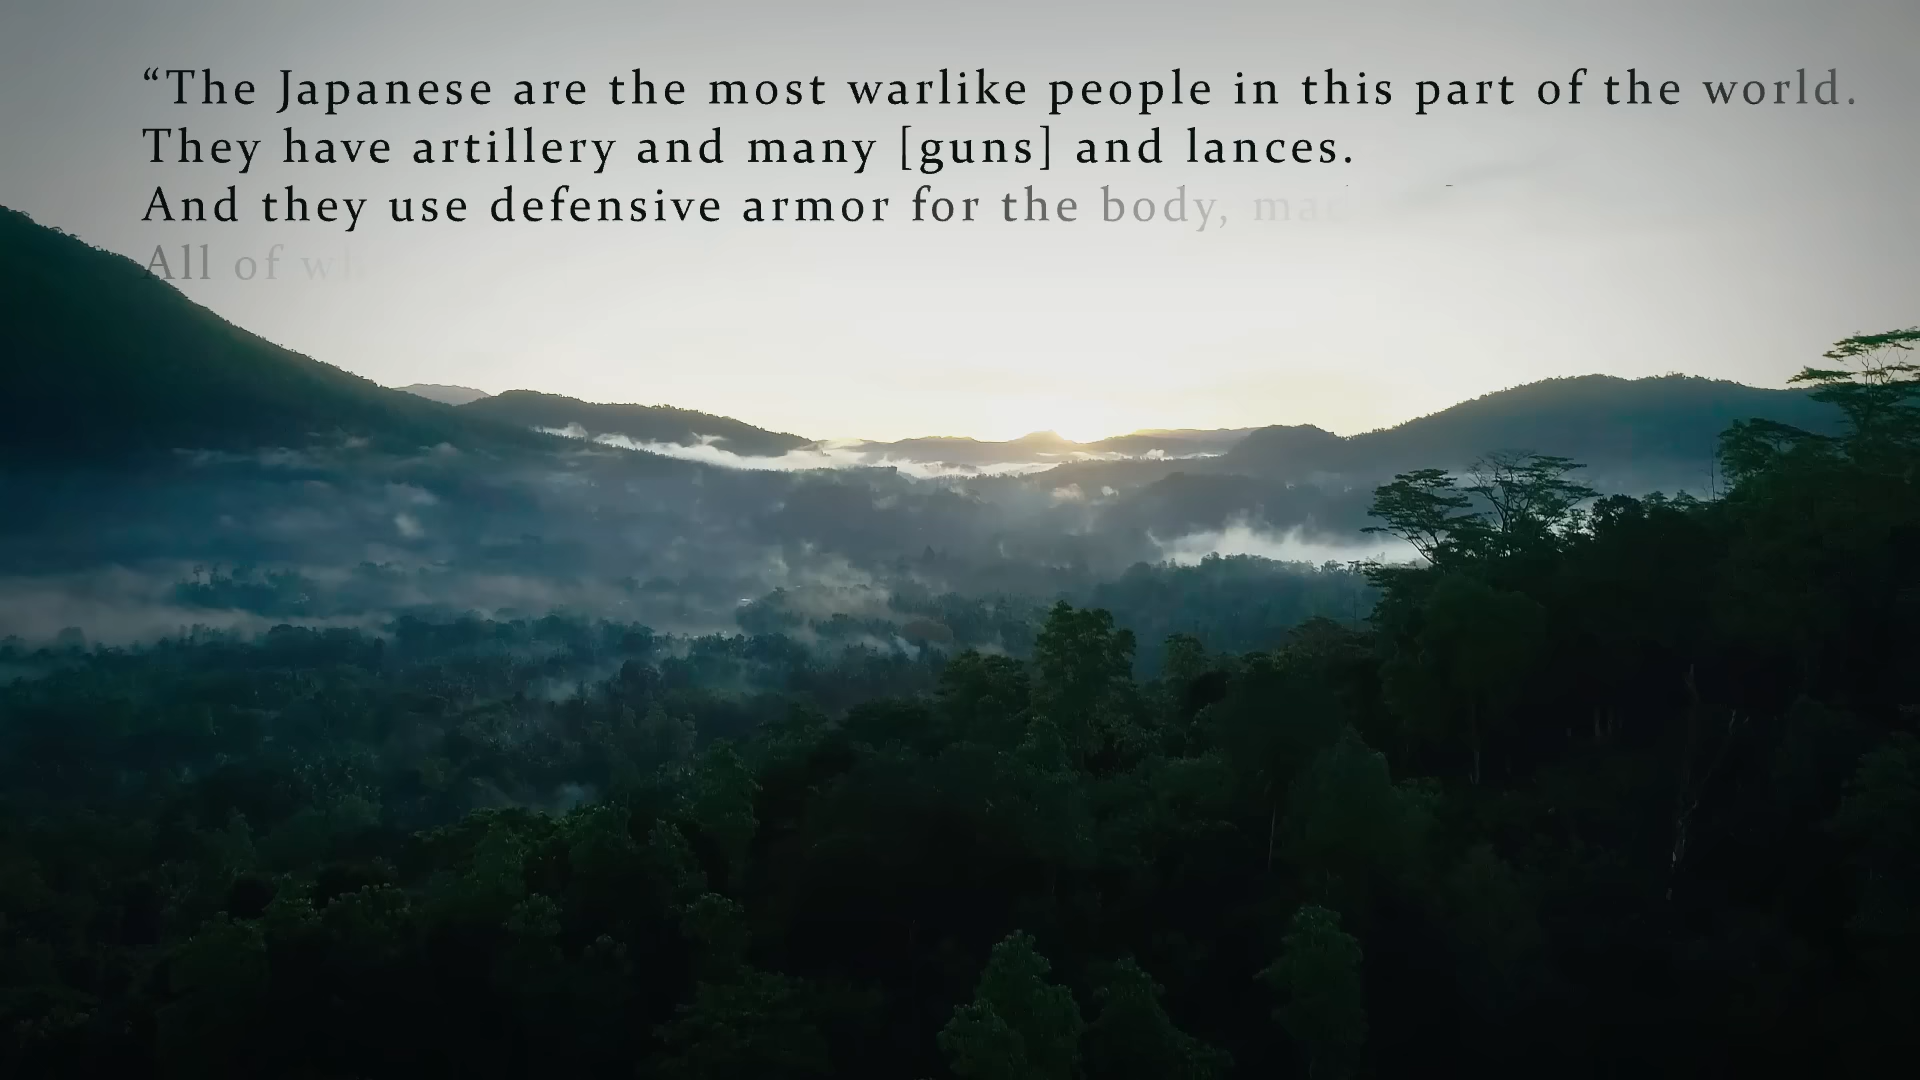 “The Japanese are the most warlike people in this part of the world.
They have artillery and many [guns] and lances.
And they use defensive armor for the body,
All of